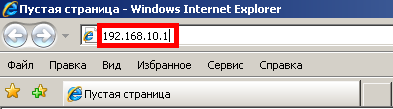 Пустая страница - Windows Internet Explorer
192.168.10.1
Файл Правка Вид Избранное Сервис Справка
Пустая страница